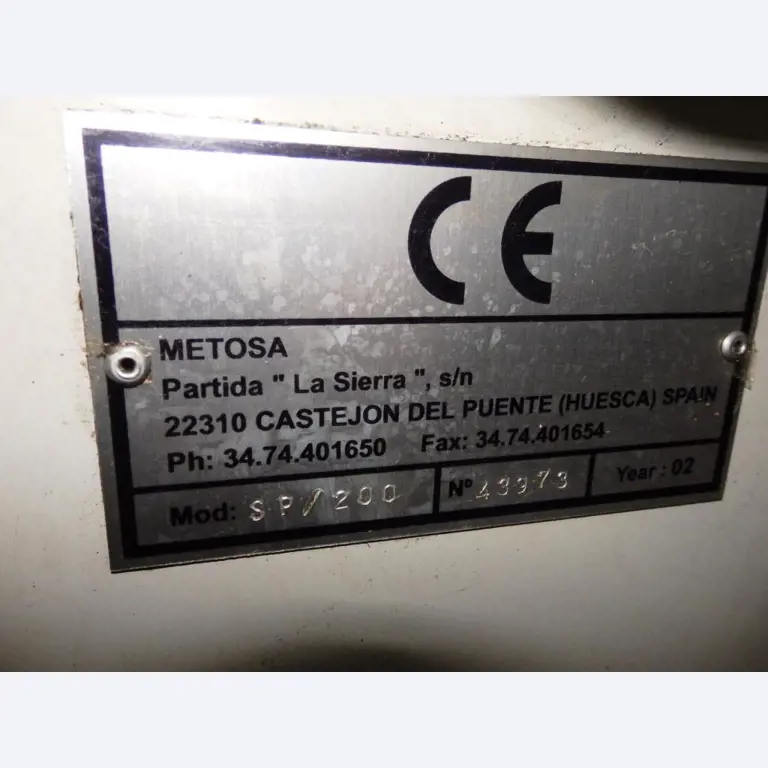 CE
METOSA
Partida " La Sierra ", s/n
22310 CASTEJON DEL PUENTE (HUESCA) SPAIN
Ph: 34.74.401650 Fax: 34.74.401654
Mod: SP/200 Nº 43973 Year : 02